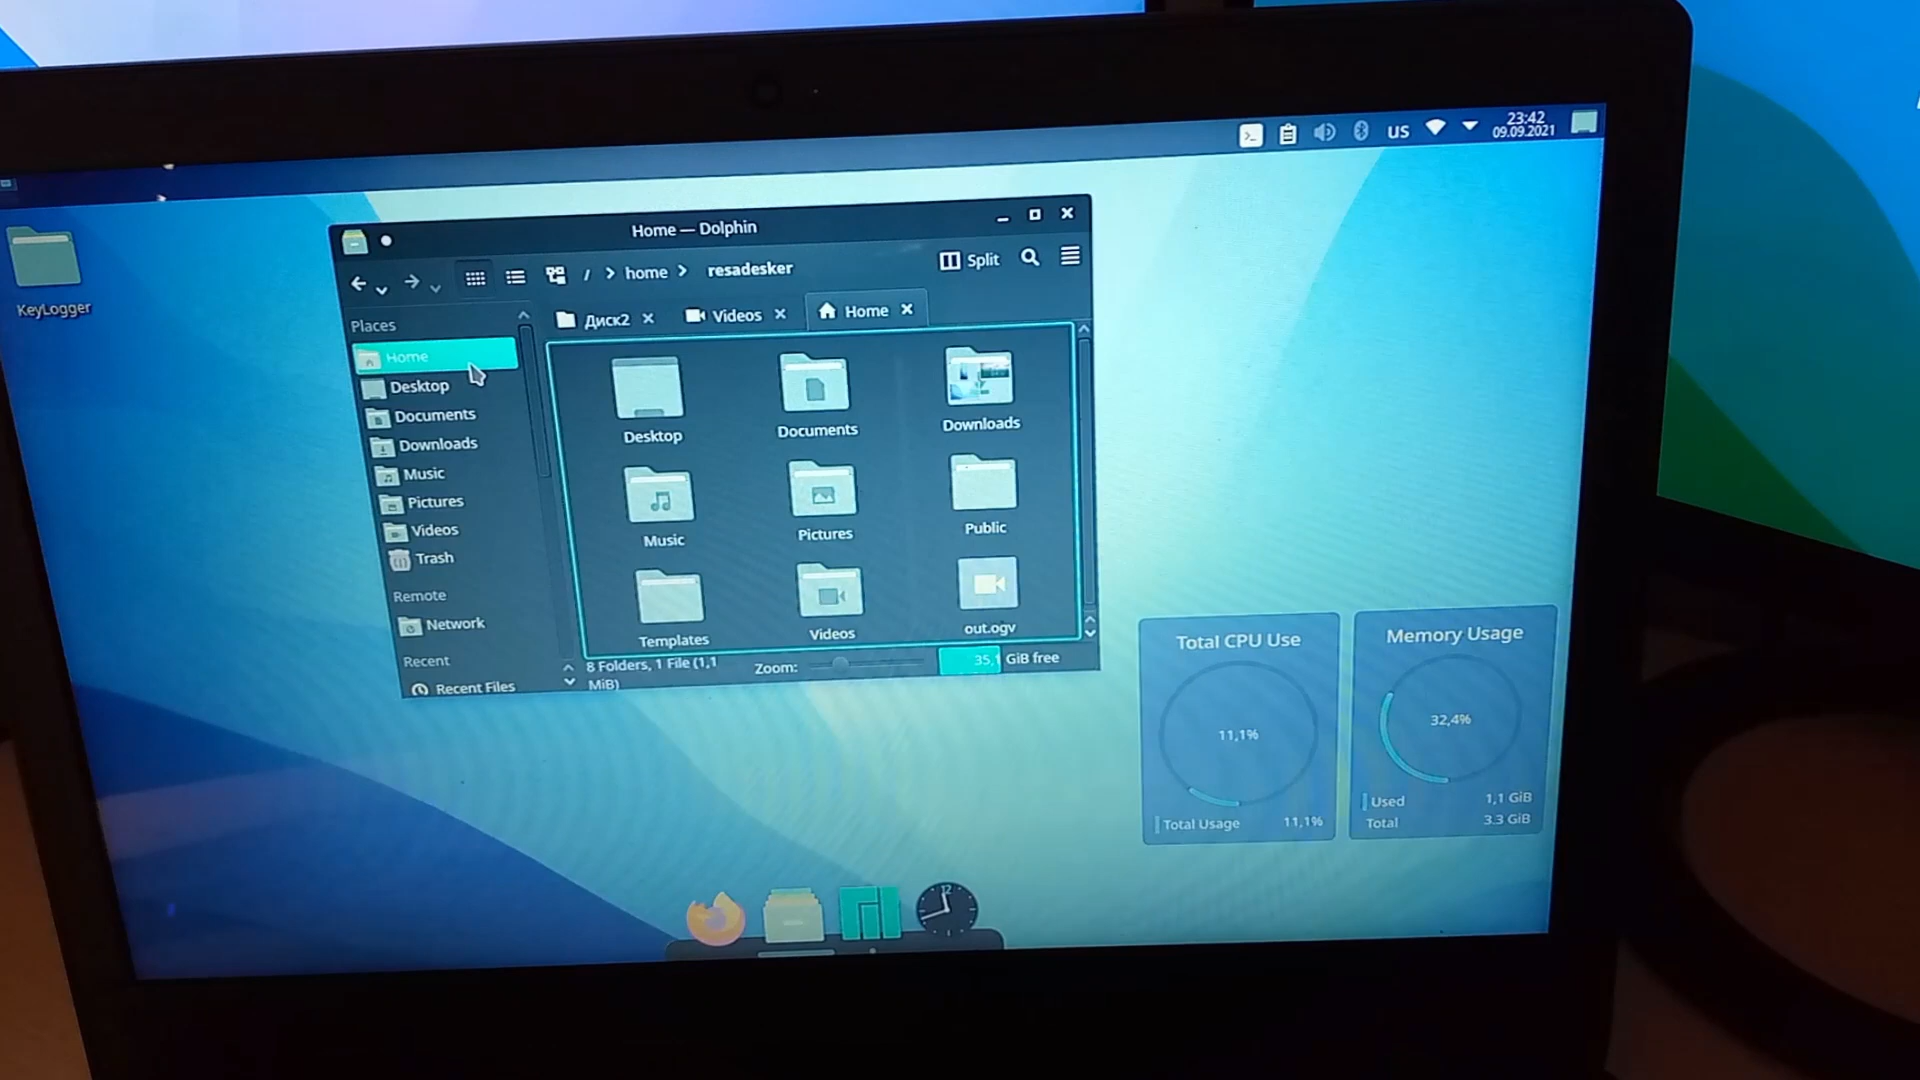 US
23:42
09.09.2021
KeyLogger
Home — Dolphin
/ > home > resadesker
Split
Places
Диск2
Videos
Home
Home
Desktop
Documents
Downloads
Music
Pictures
Videos
Trash
Remote
Network
Recent
Recent Files
Desktop
Documents
Downloads
Music
Pictures
Public
Templates
Videos
out.ogv
8 Folders, 1 File (1,1
MiB)
Zoom:
35,1 GiB free
Total CPU Use
11,1%
Total Usage 11,1%
Memory Usage
32,4%
Used 1,1 GiB
Total 3.3 GiB
12